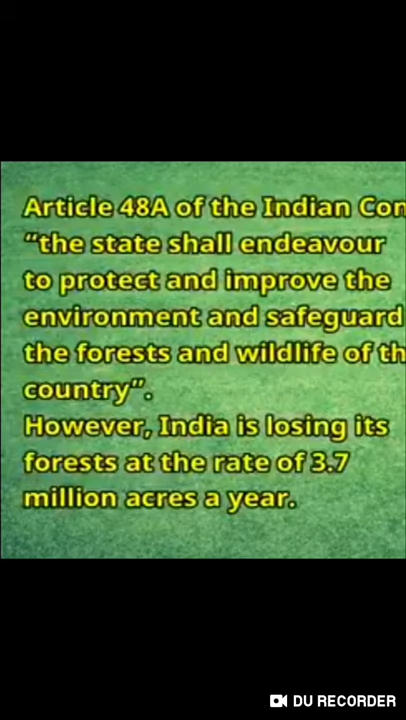 Article 48A of the Indian Con
“the state shall endeavour
to protect and improve the
environment and safeguard
the forests and wildlife of th
country”.
However, India is losing its
forests at the rate of 3.7
million acres a year.
DU RECORDER